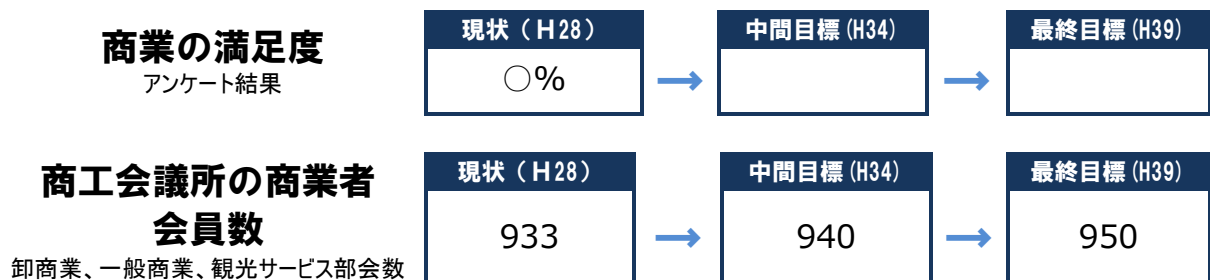 商業の満足度
アンケート結果
現状（H28）
○%
→
中間目標(H34)
→
最終目標(H39)
商工会議所の商業者
会員数
卸商業、一般商業、観光サービス部会数
現状（H28）
933
→
中間目標(H34)
940
→
最終目標(H39)
950